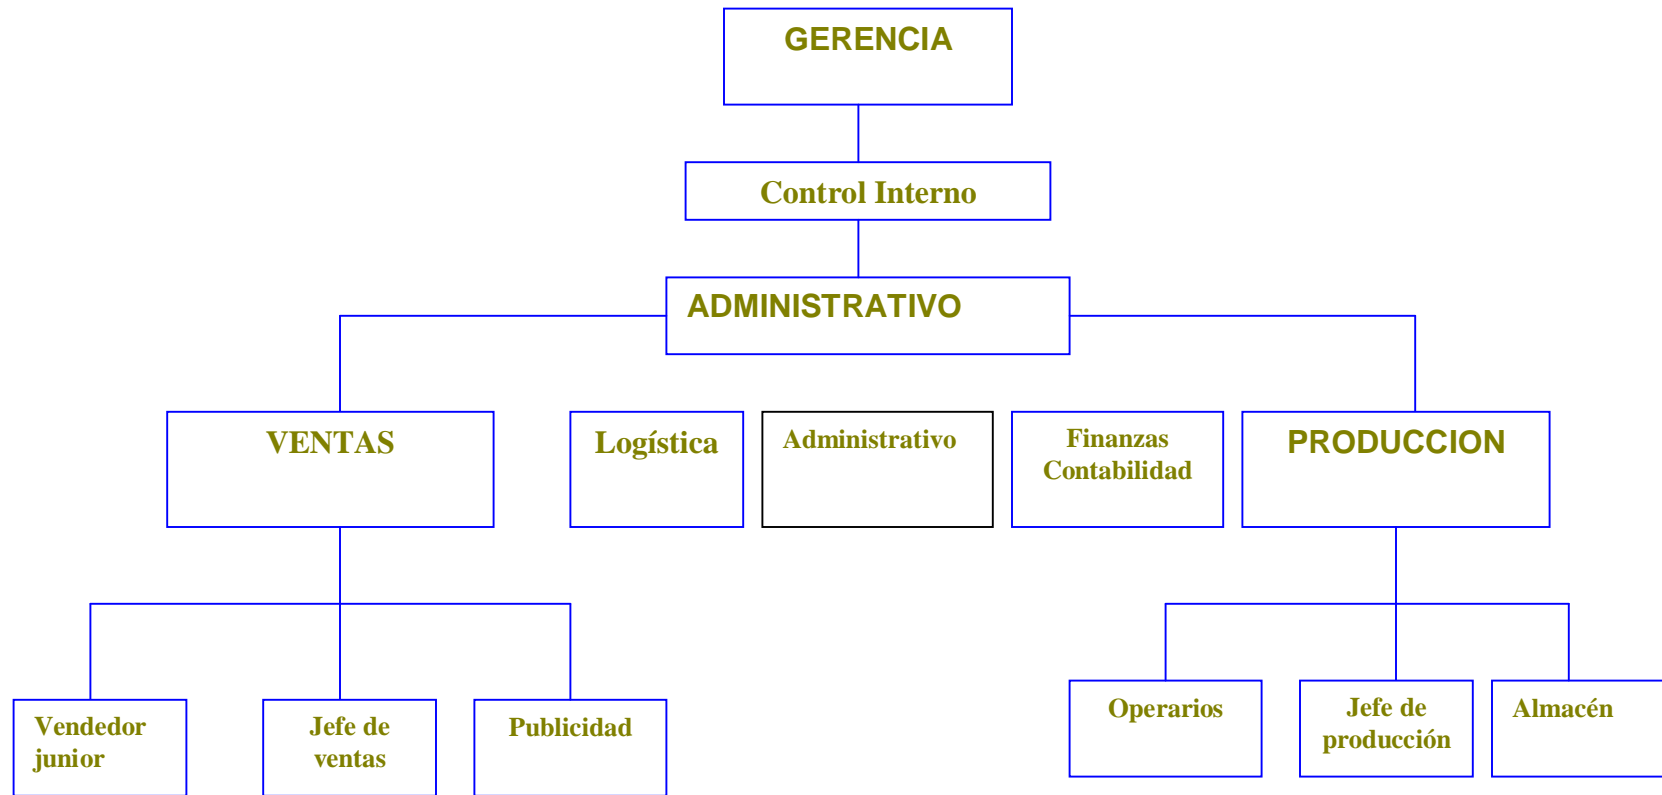 GERENCIA
Control Interno
ADMINISTRATIVO
VENTAS
Logística
Administrativo
Finanzas
Contabilidad
PRODUCCION
Vendedor
junior
Jefe de
ventas
Publicidad
Operarios
Jefe de
producción
Almacén